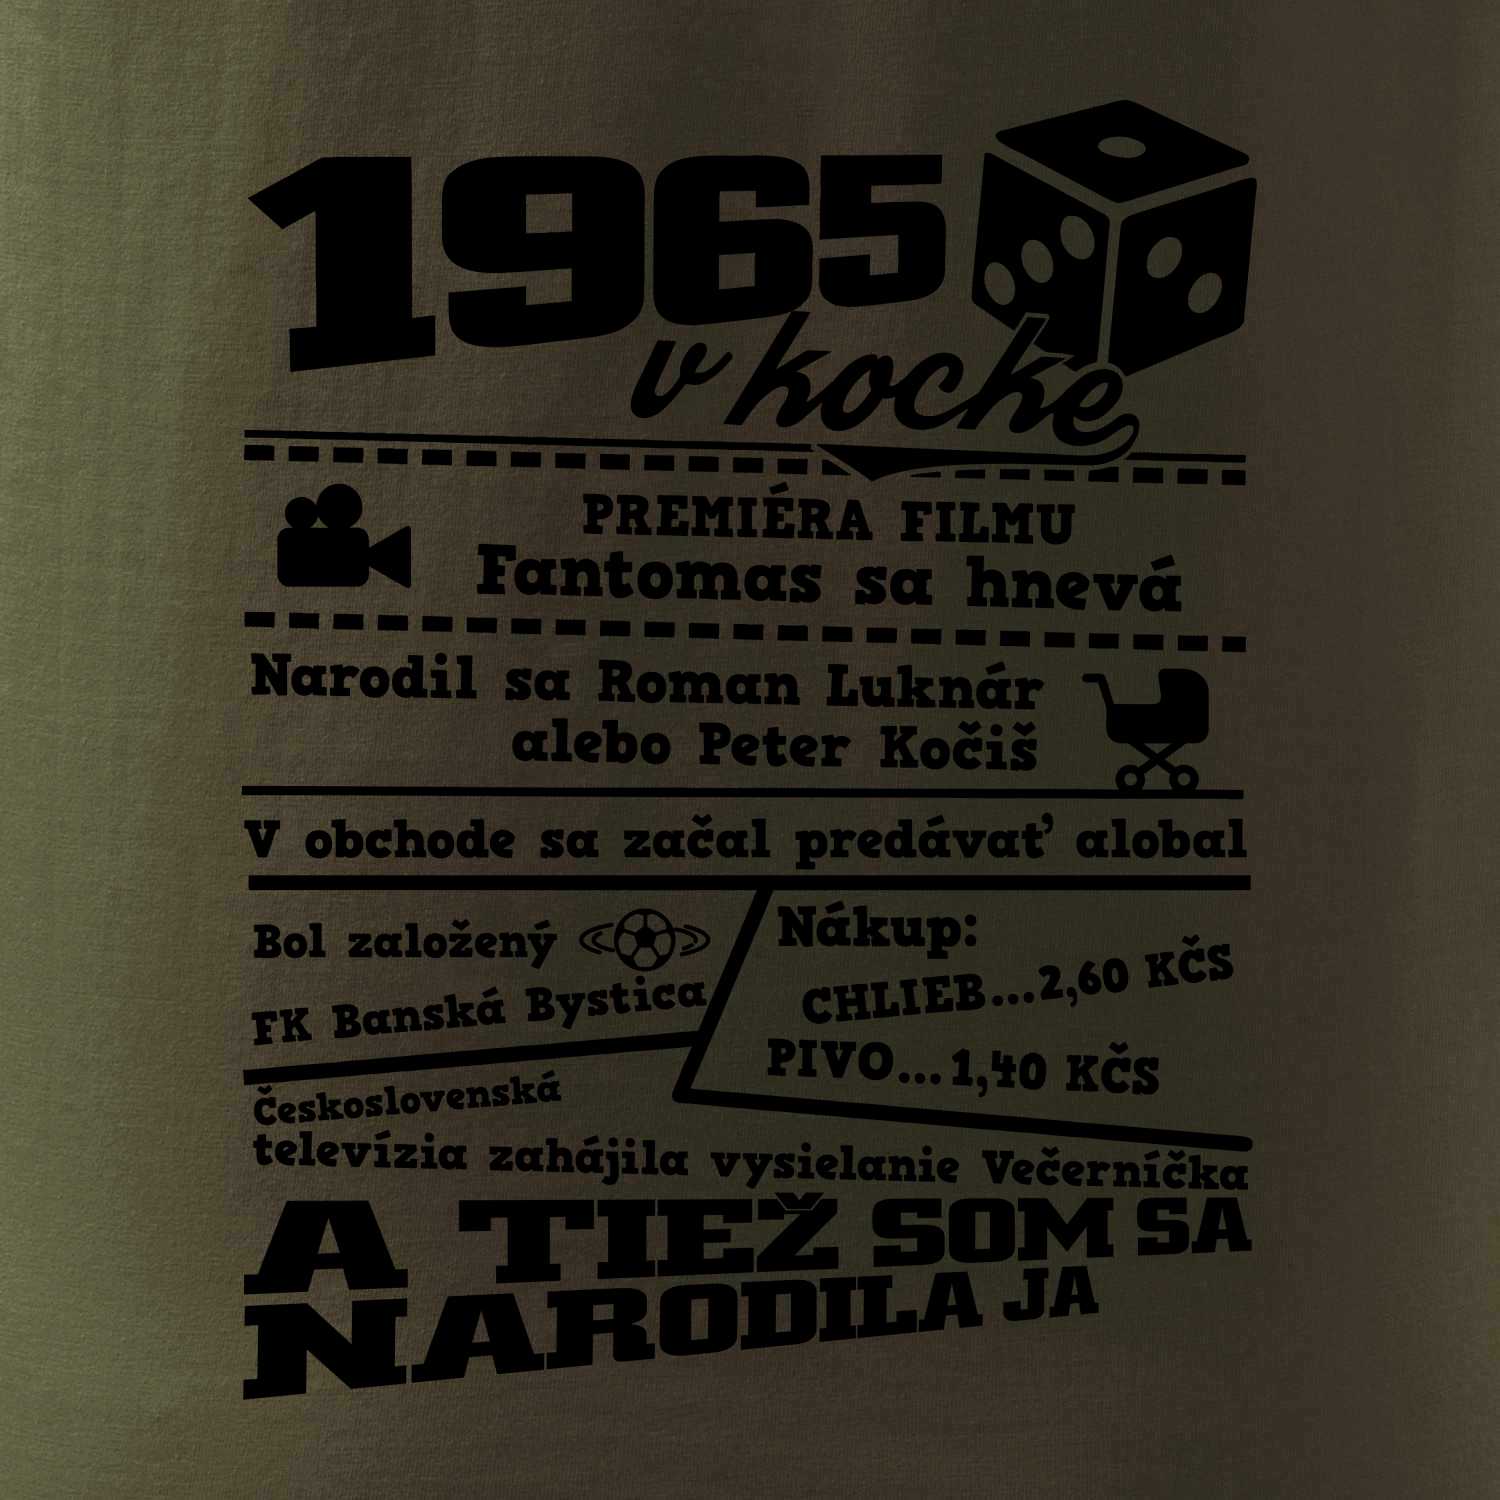 1965
v kocke
PREMIÉRA FILMU
Fantomas sa hnevá
Narodil sa Roman Luknár
alebo Peter Kočiš
V obchode sa začal predávať alobal
Bol založený
FK Banská Bystica
Nákup:
CHLIEB...2,60 KČS
PIVO...1,40 KČS
Československá
televízia zahájila vysielanie Večerníčka
A TIEŽ SOM SA
NARODILA JA